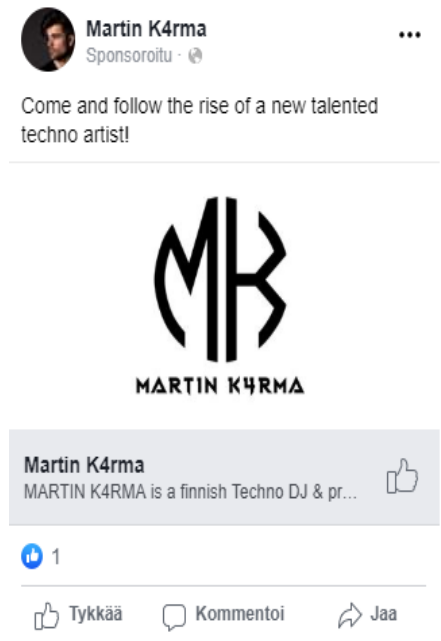 Martin K4rma
Sponsoroitu ·
Come and follow the rise of a new talented
techno artist!
MK
MARTIN K4RMA
Martin K4rma
MARTIN K4RMA is a finnish Techno DJ & pr...
1
Tykkää Kommentoi Jaa